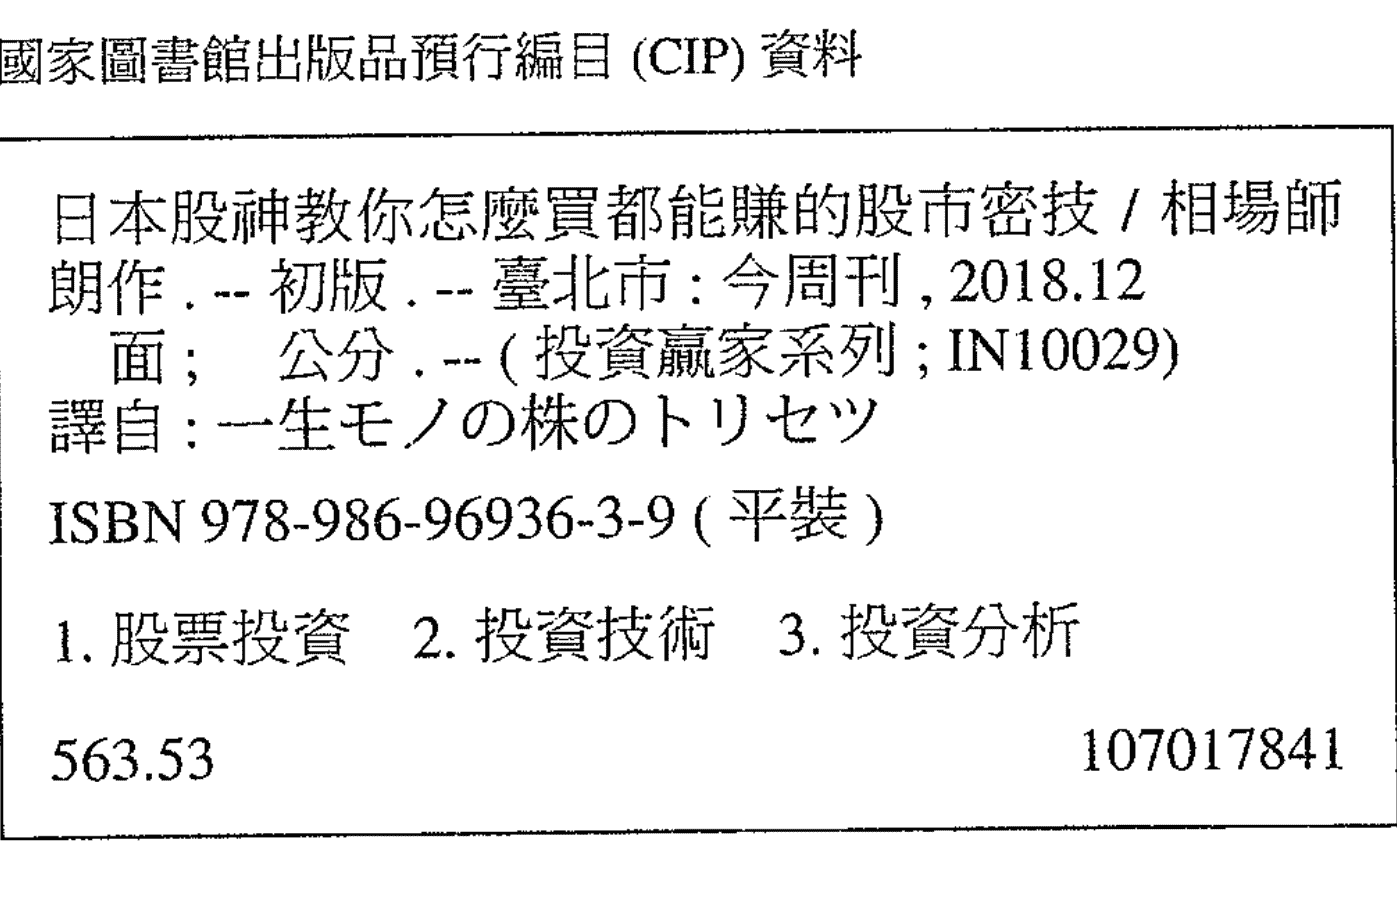 國家圖書館出版品預行編目 (CIP) 資料
日本股神教你怎麼買都能賺的股市密技 / 相場師
朗作 . -- 初版 . -- 臺北市 : 今周刊 , 2018.12
面 ; 公分 . -- ( 投資贏家系列 ; IN10029)
譯自 : 一生モノの株のトリセツ
ISBN 978-986-96936-3-9 ( 平裝 )
1. 股票投資 2. 投資技術 3. 投資分析
563.53 107017841